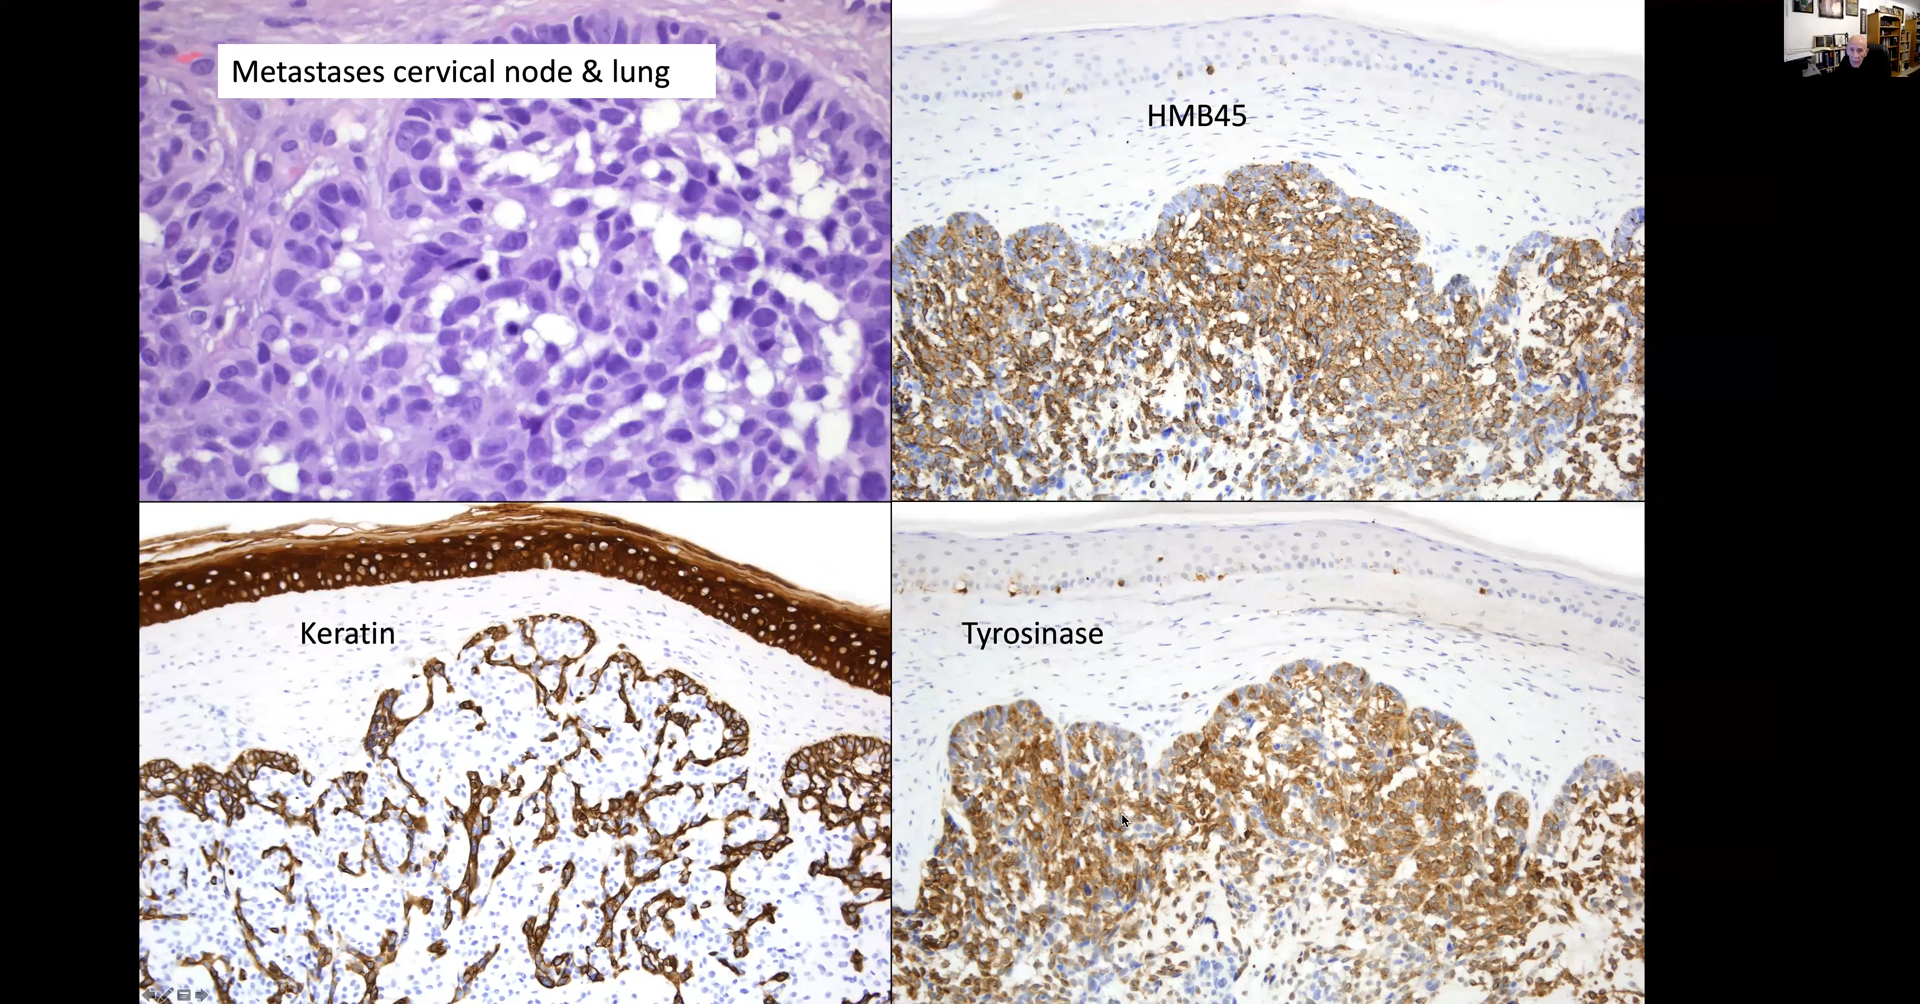 Metastases cervical node & lung
HMB45
Keratin
Tyrosinase